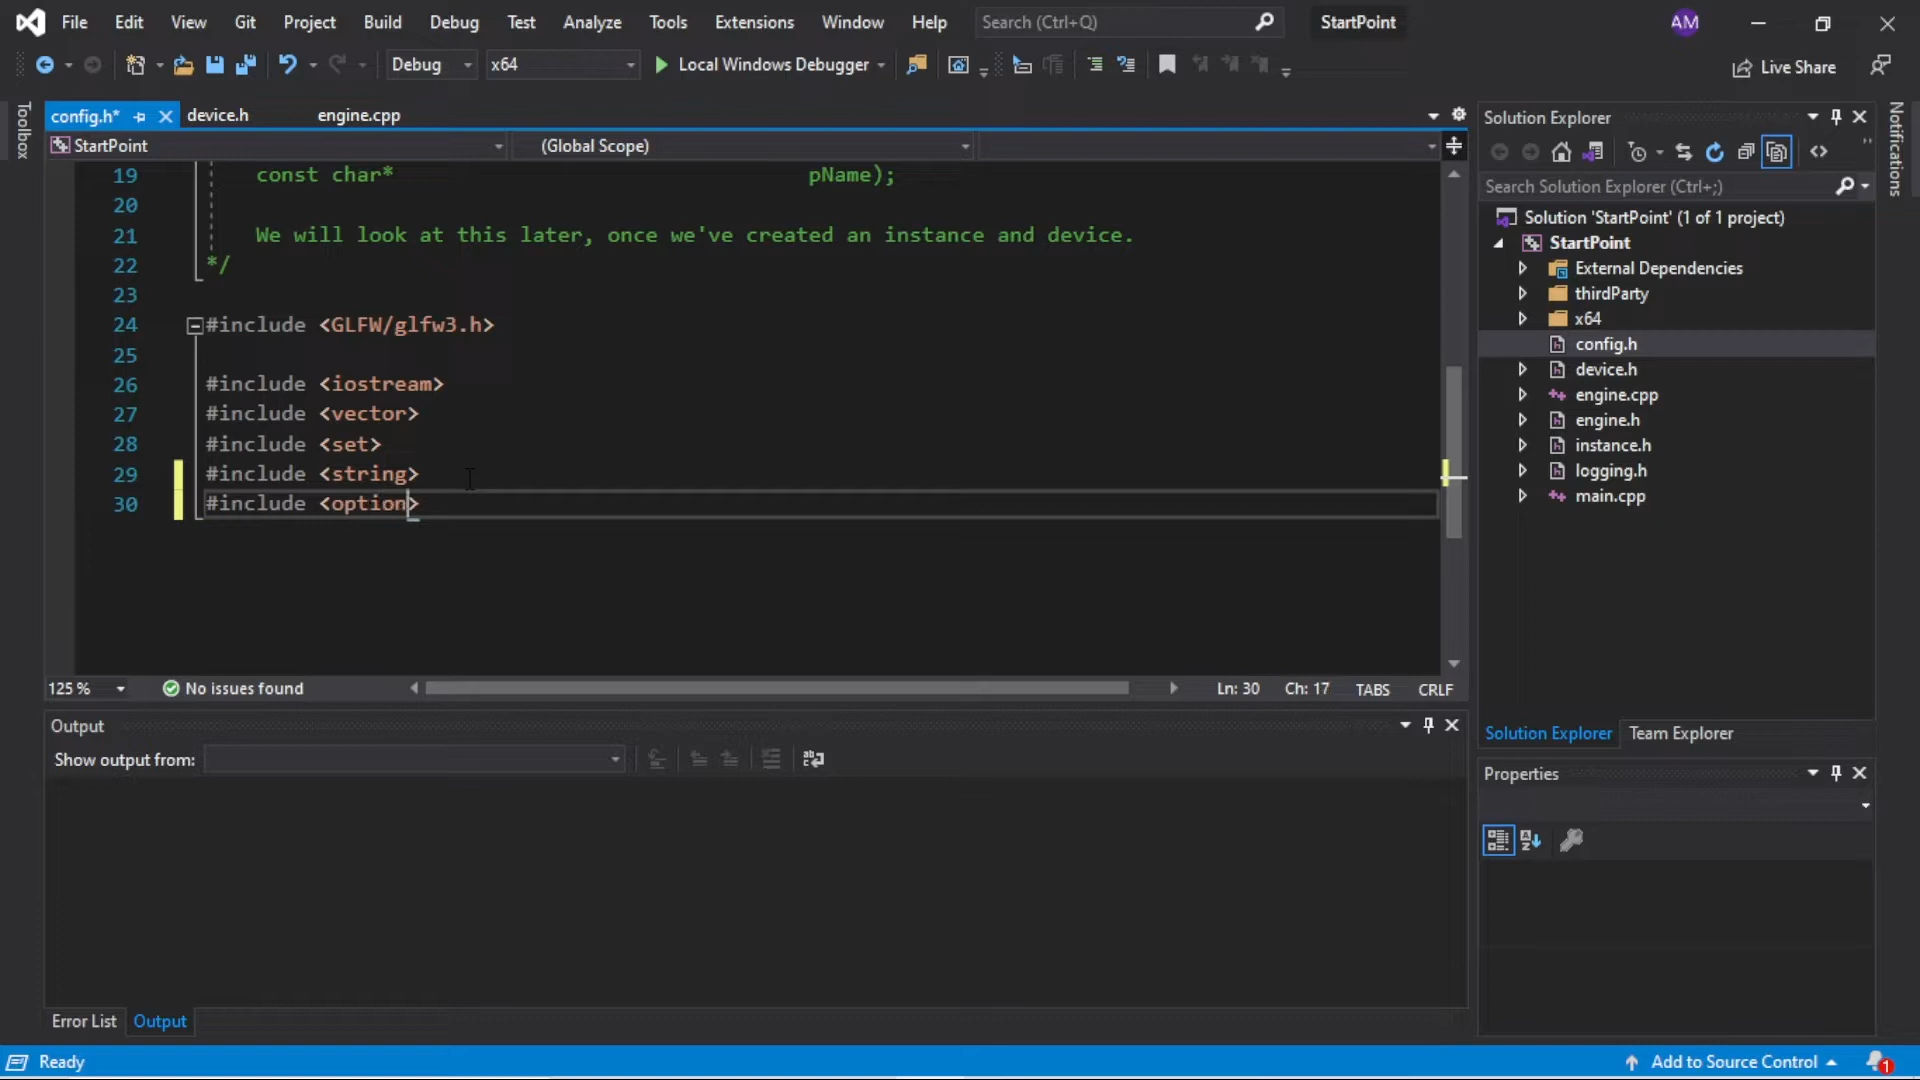 File Edit View Git Project Build Debug Test Analyze Tools Extensions Window Help Search (Ctrl+Q) StartPoint AM
Debug x64 Local Windows Debugger Live Share
Toolbox
config.h* device.h engine.cpp
StartPoint (Global Scope)
19 const char* pName);
20
21 We will look at this later, once we've created an instance and device.
22 */
23
24 #include <GLFW/glfw3.h>
25
26 #include <iostream>
27 #include <vector>
28 #include <set>
29 #include <string>
30 #include <option>
125 % No issues found Ln: 30 Ch: 17 TABS CRLF
Output
Show output from:
Error List Output
Solution Explorer
Search Solution Explorer (Ctrl+;)
Solution 'StartPoint' (1 of 1 project)
StartPoint
External Dependencies
thirdParty
x64
config.h
device.h
engine.cpp
engine.h
instance.h
logging.h
main.cpp
Solution Explorer Team Explorer
Properties
Notifications
Ready Add to Source Control 1